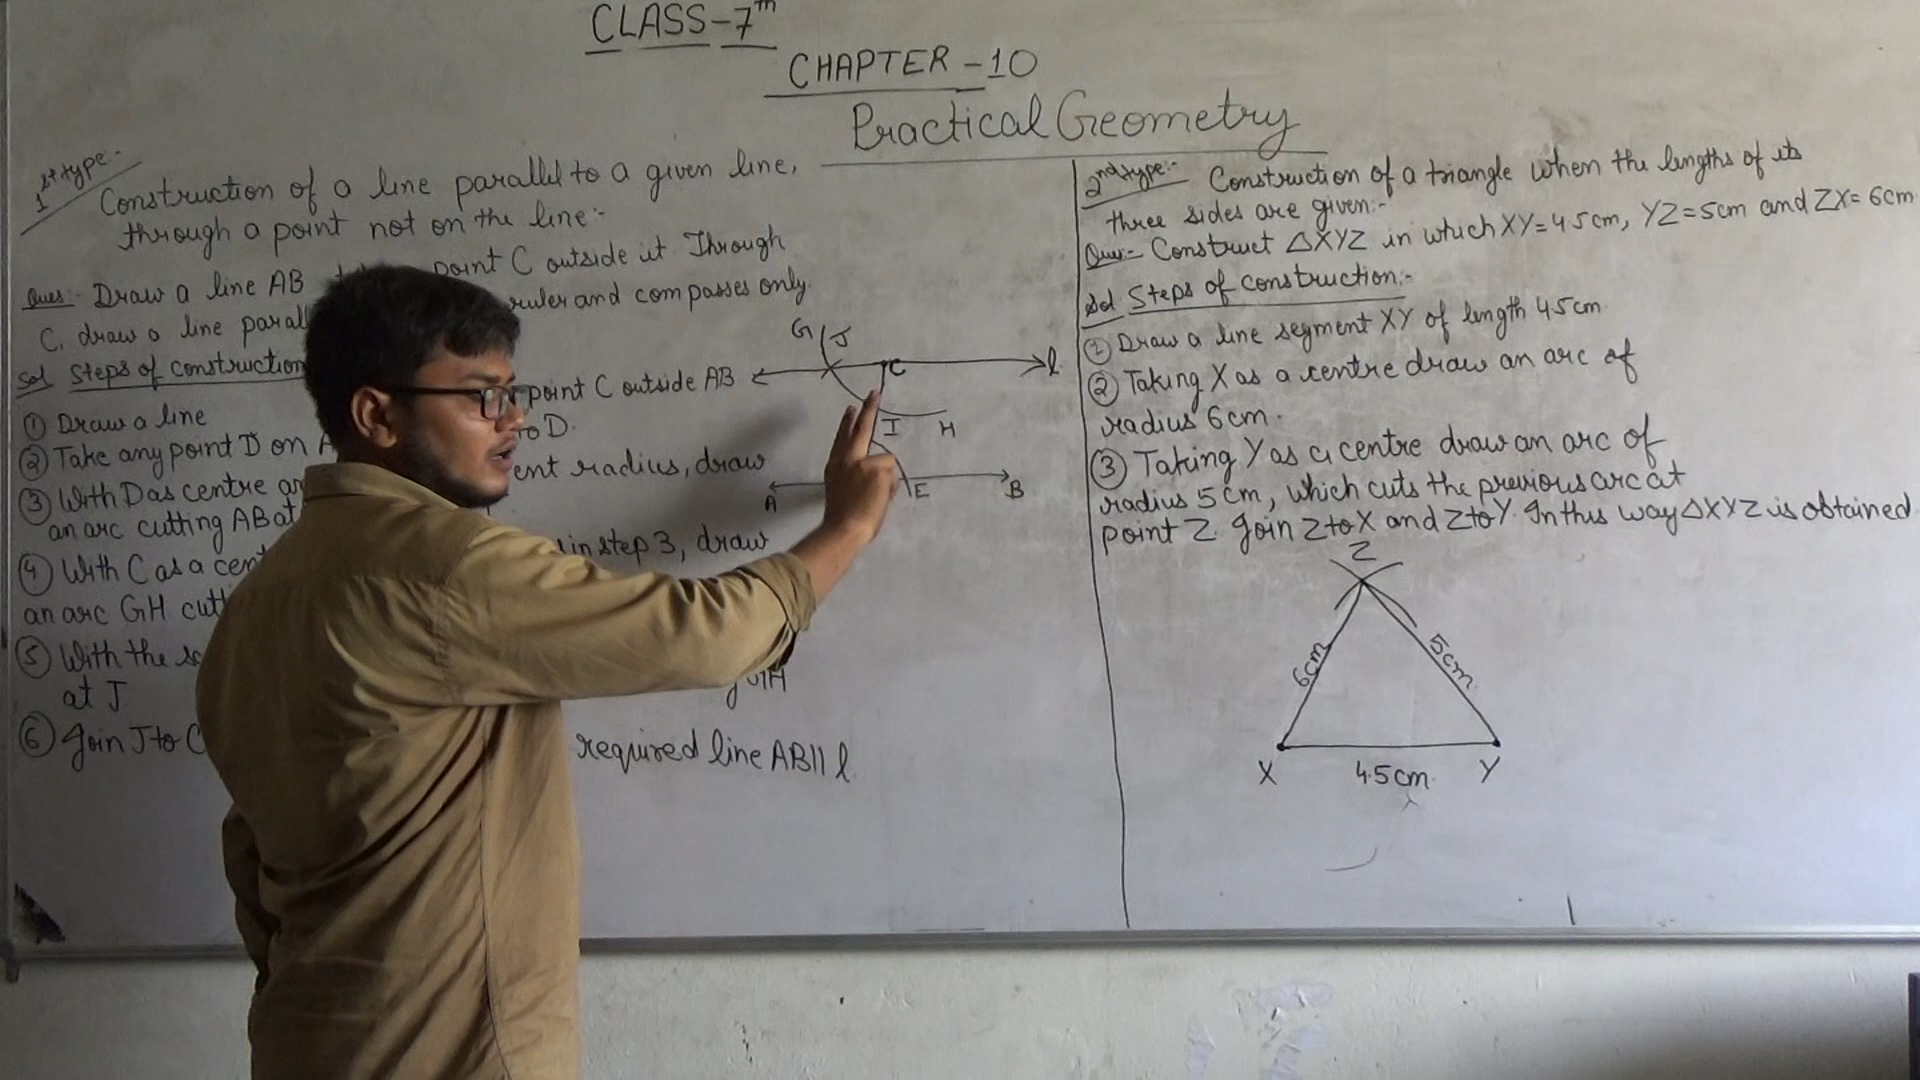 CLASS-7th
CHAPTER-10
Practical Geometry
1st type:-
Construction of a line parallel to a given line,
through a point not on the line:-
Ques:- Draw a line AB point C outside it Through
C, draw a line ruler and compasses only.
Sol Steps of construction
① Draw a line point C outside AB
② Take any point D on to D.
③ With D as centre radius, draw
an arc cutting AB at
④ With C as a in step 3, draw
an arc GH
⑤ With the
at J.
⑥ Join J to C required line AB || l
G J
C
l
I H
A E B
2nd type:- Construction of a triangle when the lengths of its
three sides are given:-
Ques:- Construct △XYZ in which XY=4.5cm, YZ=5cm and ZX=6cm
Sol Steps of construction:-
① Draw a line segment XY of length 4.5cm.
② Taking X as a centre draw an arc of
radius 6cm.
③ Taking Y as a centre draw an arc of
radius 5cm, which cuts the previous arc at
point Z. Join Z to X and Z to Y. In this way △XYZ is obtained
Z
6cm 5cm
X 4.5cm Y